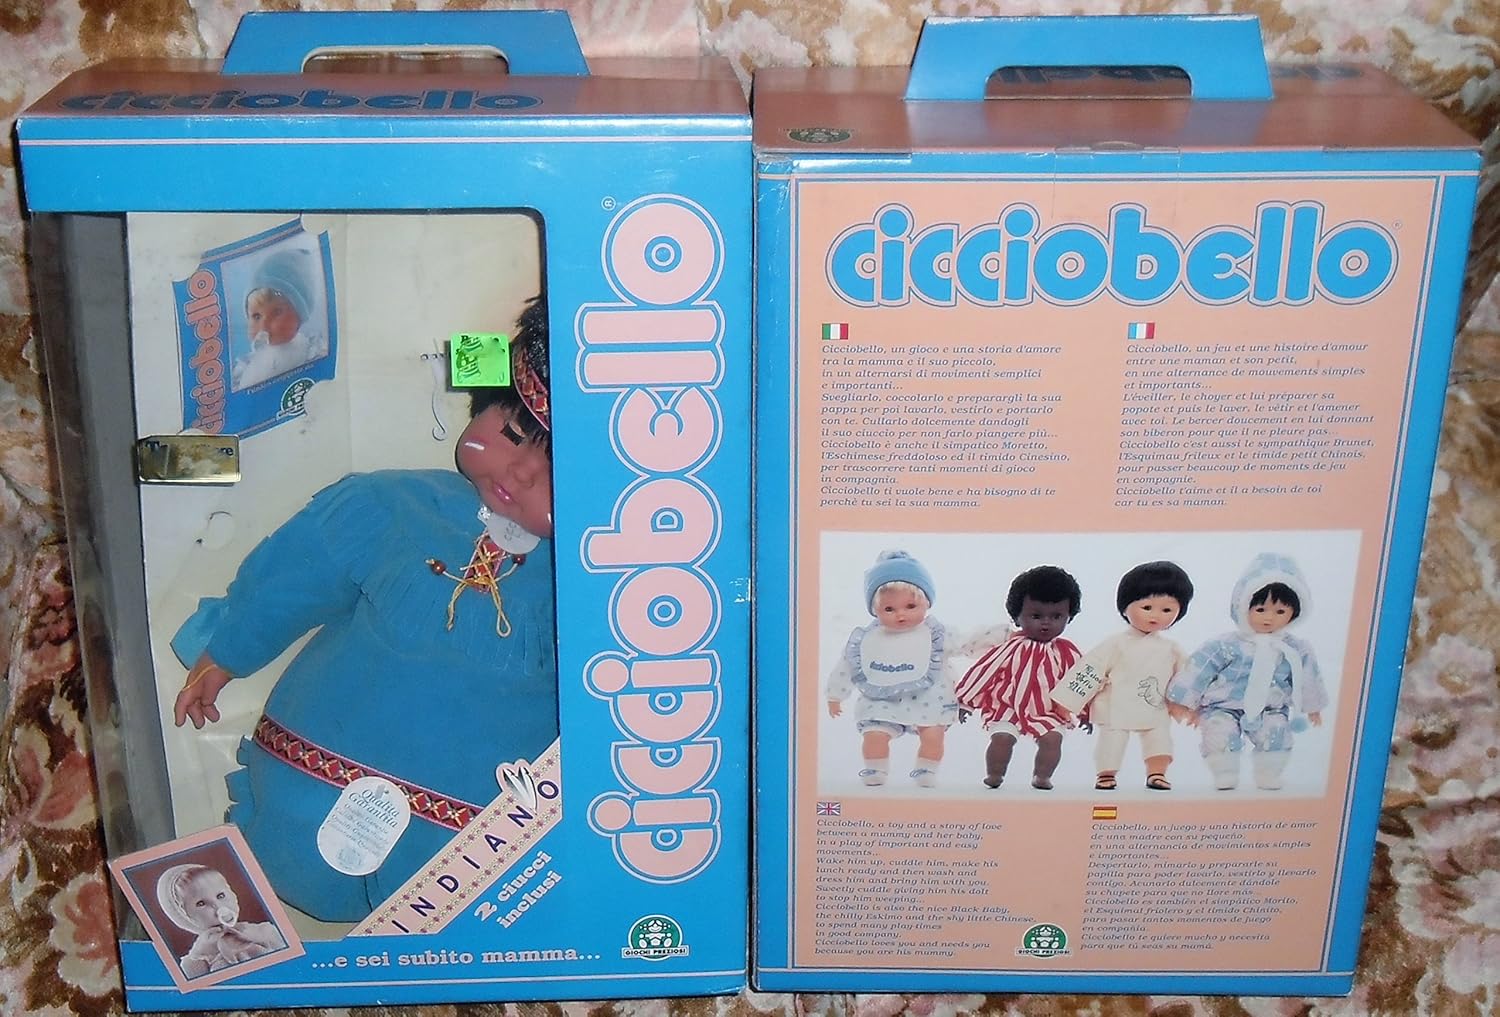 cicciobello
cicciobello
cicciobello
Qualità
Garantita
INDIANO
2 ciucci
inclusi
cicciobello®
...e sei subito mamma...
GIOCHI PREZIOSI
cicciobello
cicciobello®
Cicciobello, un gioco e una storia d'amore
tra la mamma e il suo piccolo,
in un alternarsi di movimenti semplici
e importanti...
Svegliarlo, coccolarlo e preparargli la sua
pappa per poi lavarlo, vestirlo e portarlo
con te. Cullarlo dolcemente dandogli
il suo ciuccio per non farlo piangere più...
Cicciobello è anche il simpatico Moretto,
l'Eschimese freddoloso ed il timido Cinesino,
per trascorrere tanti momenti di gioco
in compagnia.
Cicciobello ti vuole bene e ha bisogno di te
perchè tu sei la sua mamma.
Cicciobello, un jeu et une histoire d'amour
entre une maman et son petit,
en une alternance de mouvements simples
et importants...
L'éveiller, le choyer et lui préparer sa
popote et puis le laver, le vêtir et l'amener
avec toi. Le bercer doucement en lui donnant
son biberon pour que il ne pleure pas...
Cicciobello c'est aussi le sympathique Brunet,
l'Esquimau frileux et le timide petit Chinois,
pour passer beaucoup de moments de jeu
en compagnie.
Cicciobello t'aime et il a besoin de toi
car tu es sa maman.
cicciobello
Cicciobello, a toy and a story of love
between a mummy and her baby,
in a play of important and easy
movements...
Wake him up, cuddle him, make his
lunch ready and then wash and
dress him and bring him with you.
Sweetly cuddle giving him his dott
to stop him weeping...
Cicciobello is also the nice Black Baby,
the chilly Eskimo and the shy little Chinese,
to spend many play-times
in good company.
Cicciobello loves you and needs you
because you are his mummy.
GIOCHI PREZIOSI
Cicciobello, un juego y una historia de amor
de una madre con su pequeño,
en una alternancia de movimientos simples
e importantes...
Despertarlo, mimarlo y prepararle su
papilla para poder lavarlo, vestirlo y llevarlo
contigo. Acunarlo dulcemente dándole
su chupete para que no llore más...
Cicciobello es también el simpático Morito,
el Esquimal friolero y el tímido Chinito,
para pasar tantos momentos de juego
en compañía.
Cicciobello te quiere mucho y necesita
para que tú seas su mamá.